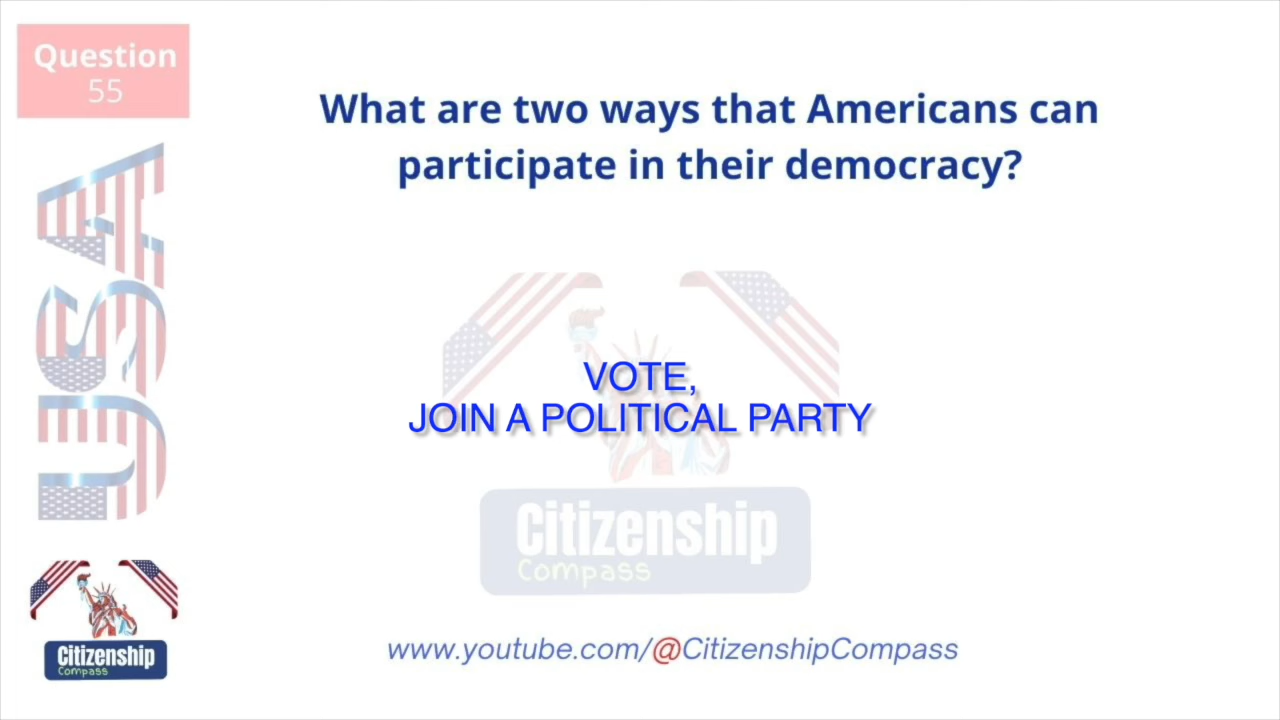 Question
55
What are two ways that Americans can
participate in their democracy?
USA
VOTE,
JOIN A POLITICAL PARTY
Citizenship
Compass
Citizenship
Compass
www.youtube.com/@CitizenshipCompass